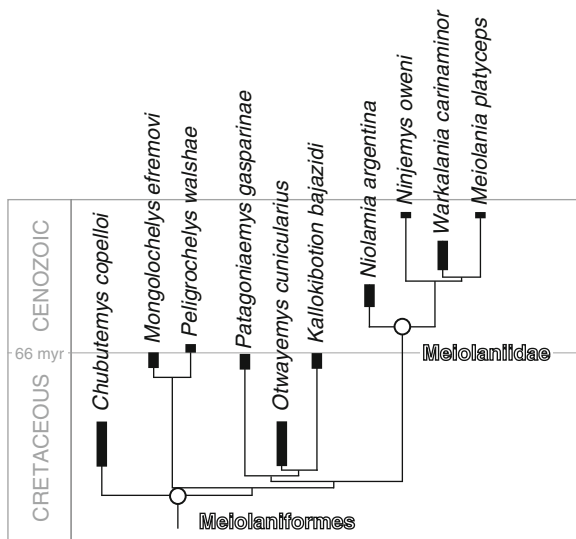 Chubutemys copelloi
Mongolochelys efremovi
Peligrochelys walshae
Patagoniaemys gasparinae
Otwayemys cunicularius
Kallokibotion bajazidi
Niolamia argentina
Ninjemys oweni
Warkalania carinaminor
Meiolania platyceps
CENOZOIC
66 myr
CRETACEOUS
Meiolaniidae
Meiolaniformes